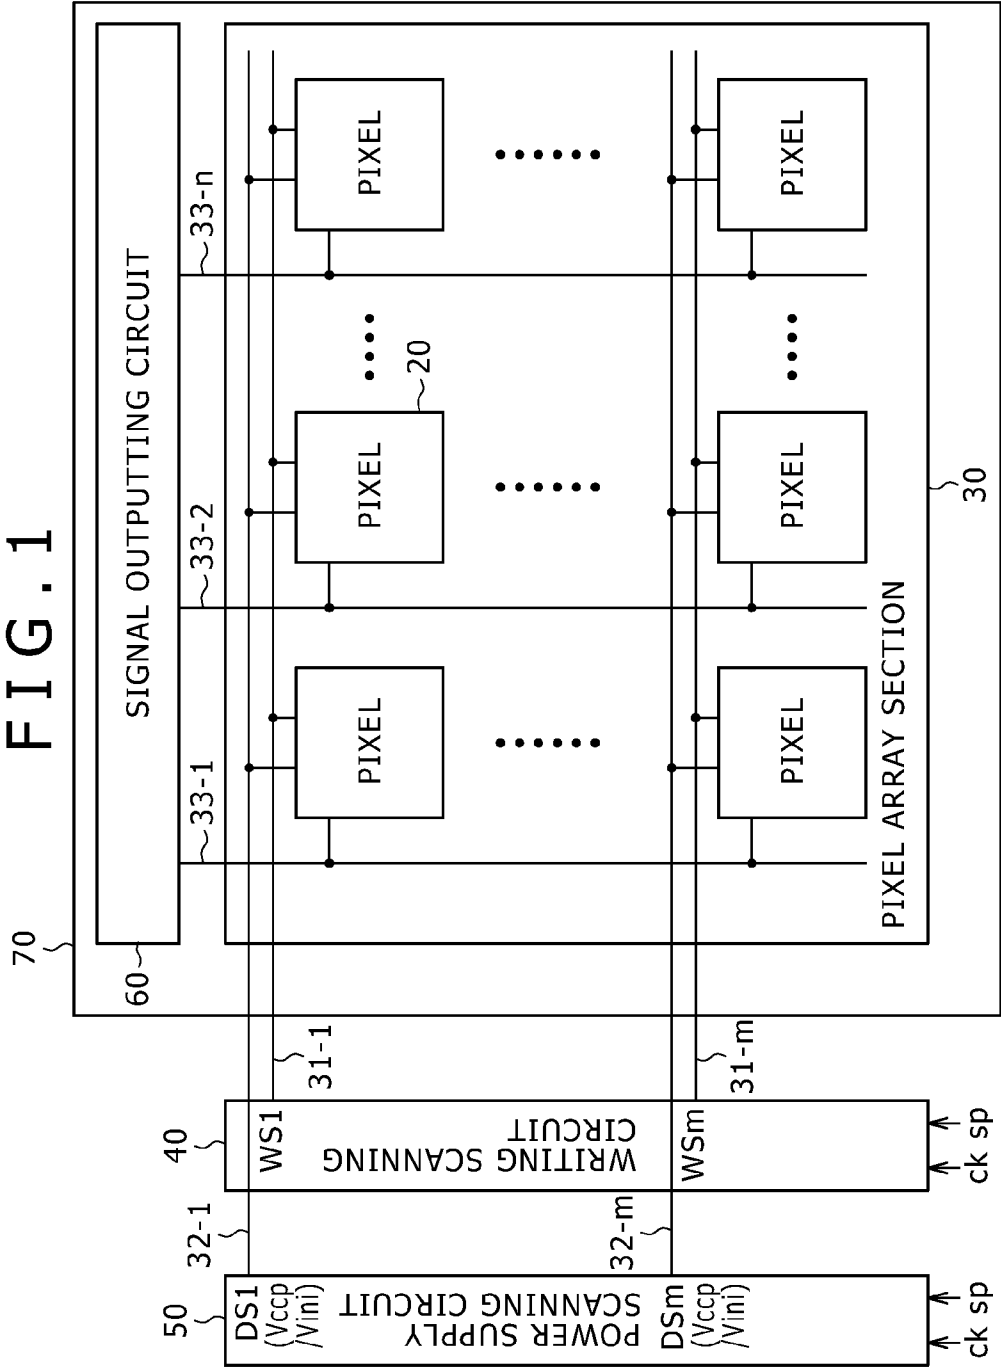 FIG.1
70
60
SIGNAL OUTPUTTING CIRCUIT
33-1
33-2
33-n
PIXEL
PIXEL
PIXEL
20
PIXEL
PIXEL
PIXEL
PIXEL ARRAY SECTION
30
31-1
31-m
40
WS1
WRITING SCANNING
CIRCUIT
WSm
ck sp
32-1
32-m
50
DS1
(Vccp
/Vini)
POWER SUPPLY
SCANNING CIRCUIT
DSm
(Vccp
/Vini)
ck sp